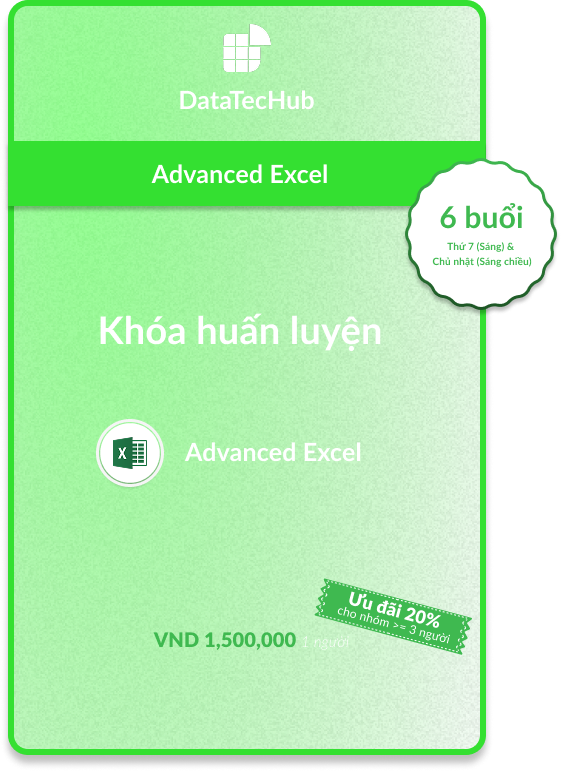 DataTecHub
Advanced Excel
6 buổi
Thứ 7 (Sáng) &
Chủ nhật (Sáng chiều)
Khóa huấn luyện
X
Advanced Excel
Ưu đãi 20%
cho nhóm >= 3 người
VND 1,500,000 1 người